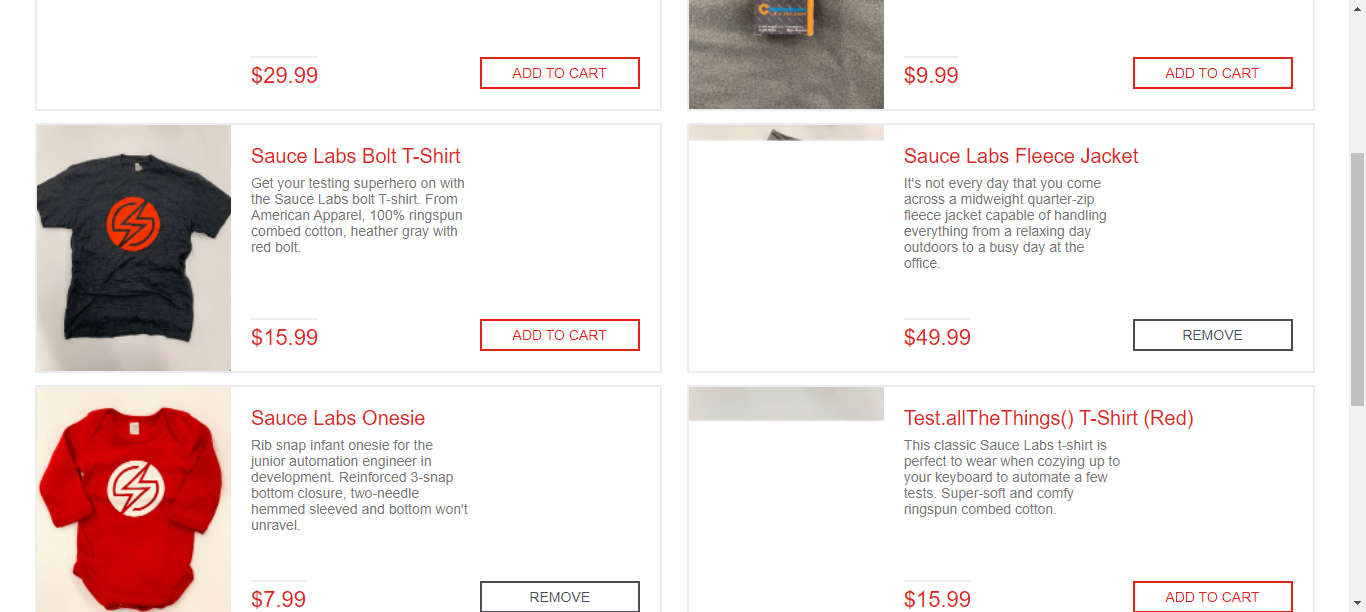 $29.99
ADD TO CART
$9.99
ADD TO CART
Sauce Labs Bolt T-Shirt
Get your testing superhero on with
the Sauce Labs bolt T-shirt. From
American Apparel, 100% ringspun
combed cotton, heather gray with
red bolt.
$15.99
ADD TO CART
Sauce Labs Fleece Jacket
It's not every day that you come
across a midweight quarter-zip
fleece jacket capable of handling
everything from a relaxing day
outdoors to a busy day at the
office.
$49.99
REMOVE
Sauce Labs Onesie
Rib snap infant onesie for the
junior automation engineer in
development. Reinforced 3-snap
bottom closure, two-needle
hemmed sleeved and bottom won't
unravel.
$7.99
REMOVE
Test.allTheThings() T-Shirt (Red)
This classic Sauce Labs t-shirt is
perfect to wear when cozying up to
your keyboard to automate a few
tests. Super-soft and comfy
ringspun combed cotton.
$15.99
ADD TO CART